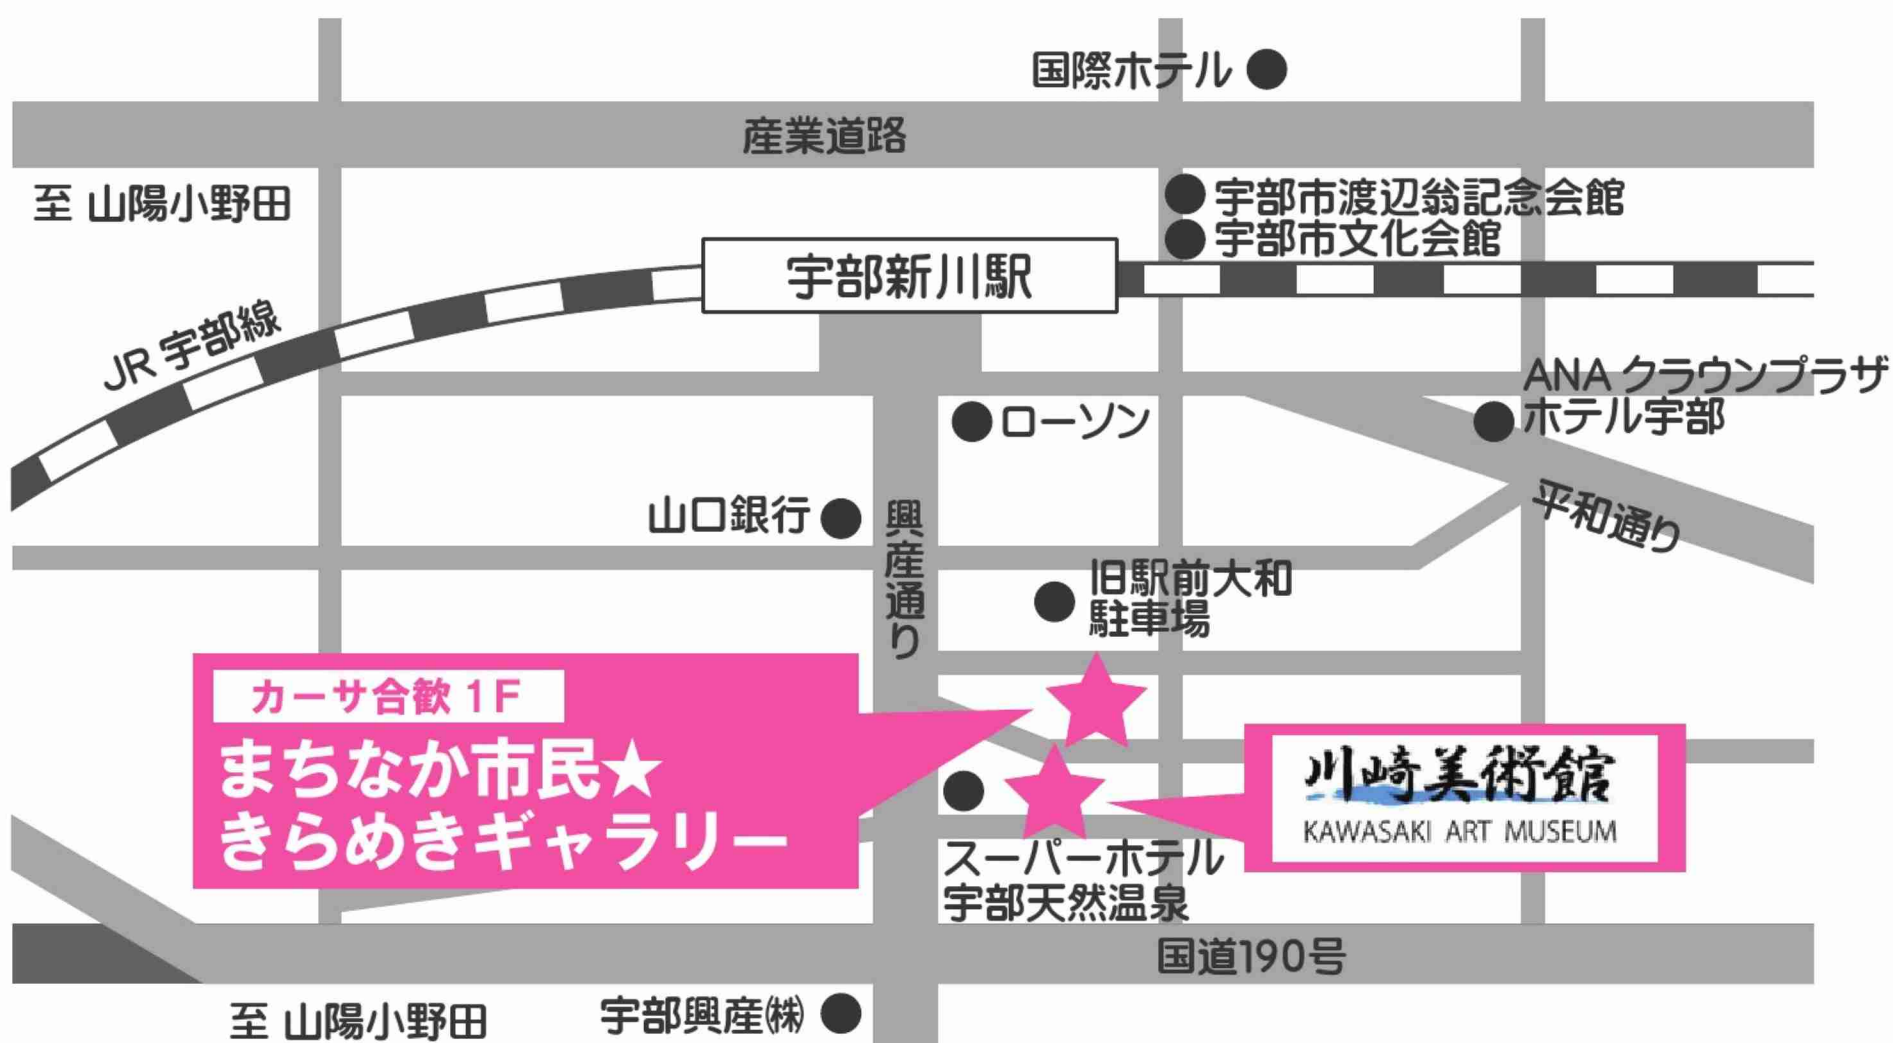 国際ホテル
産業道路
至 山陽小野田
宇部市渡辺翁記念会館
宇部市文化会館
宇部新川駅
JR 宇部線
ANA クラウンプラザ
ホテル宇部
ローソン
山口銀行
興産通り
平和通り
旧駅前大和
駐車場
カーサ合歓 1F
まちなか市民★
きらめきギャラリー
川崎美術館
KAWASAKI ART MUSEUM
スーパーホテル
宇部天然温泉
国道190号
至 山陽小野田
宇部興産㈱